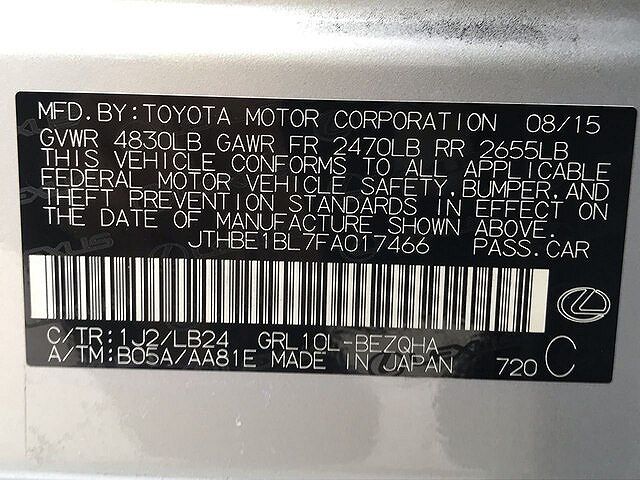 MFD.BY:TOYOTA MOTOR CORPORATION 08/15
GVWR 4830LB GAWR FR 2470LB RR 2655LB
THIS VEHICLE CONFORMS TO ALL APPLICABLE
FEDERAL MOTOR VEHICLE SAFETY,BUMPER,AND
THEFT PREVENTION STANDARDS IN EFFECT ON
THE DATE OF MANUFACTURE SHOWN ABOVE.
JTHBE1BL7FA017466 PASS.CAR
C/TR:1J2/LB24 GRL10L-BEZQHA
A/TM:B05A/AA81E MADE IN JAPAN 720 C